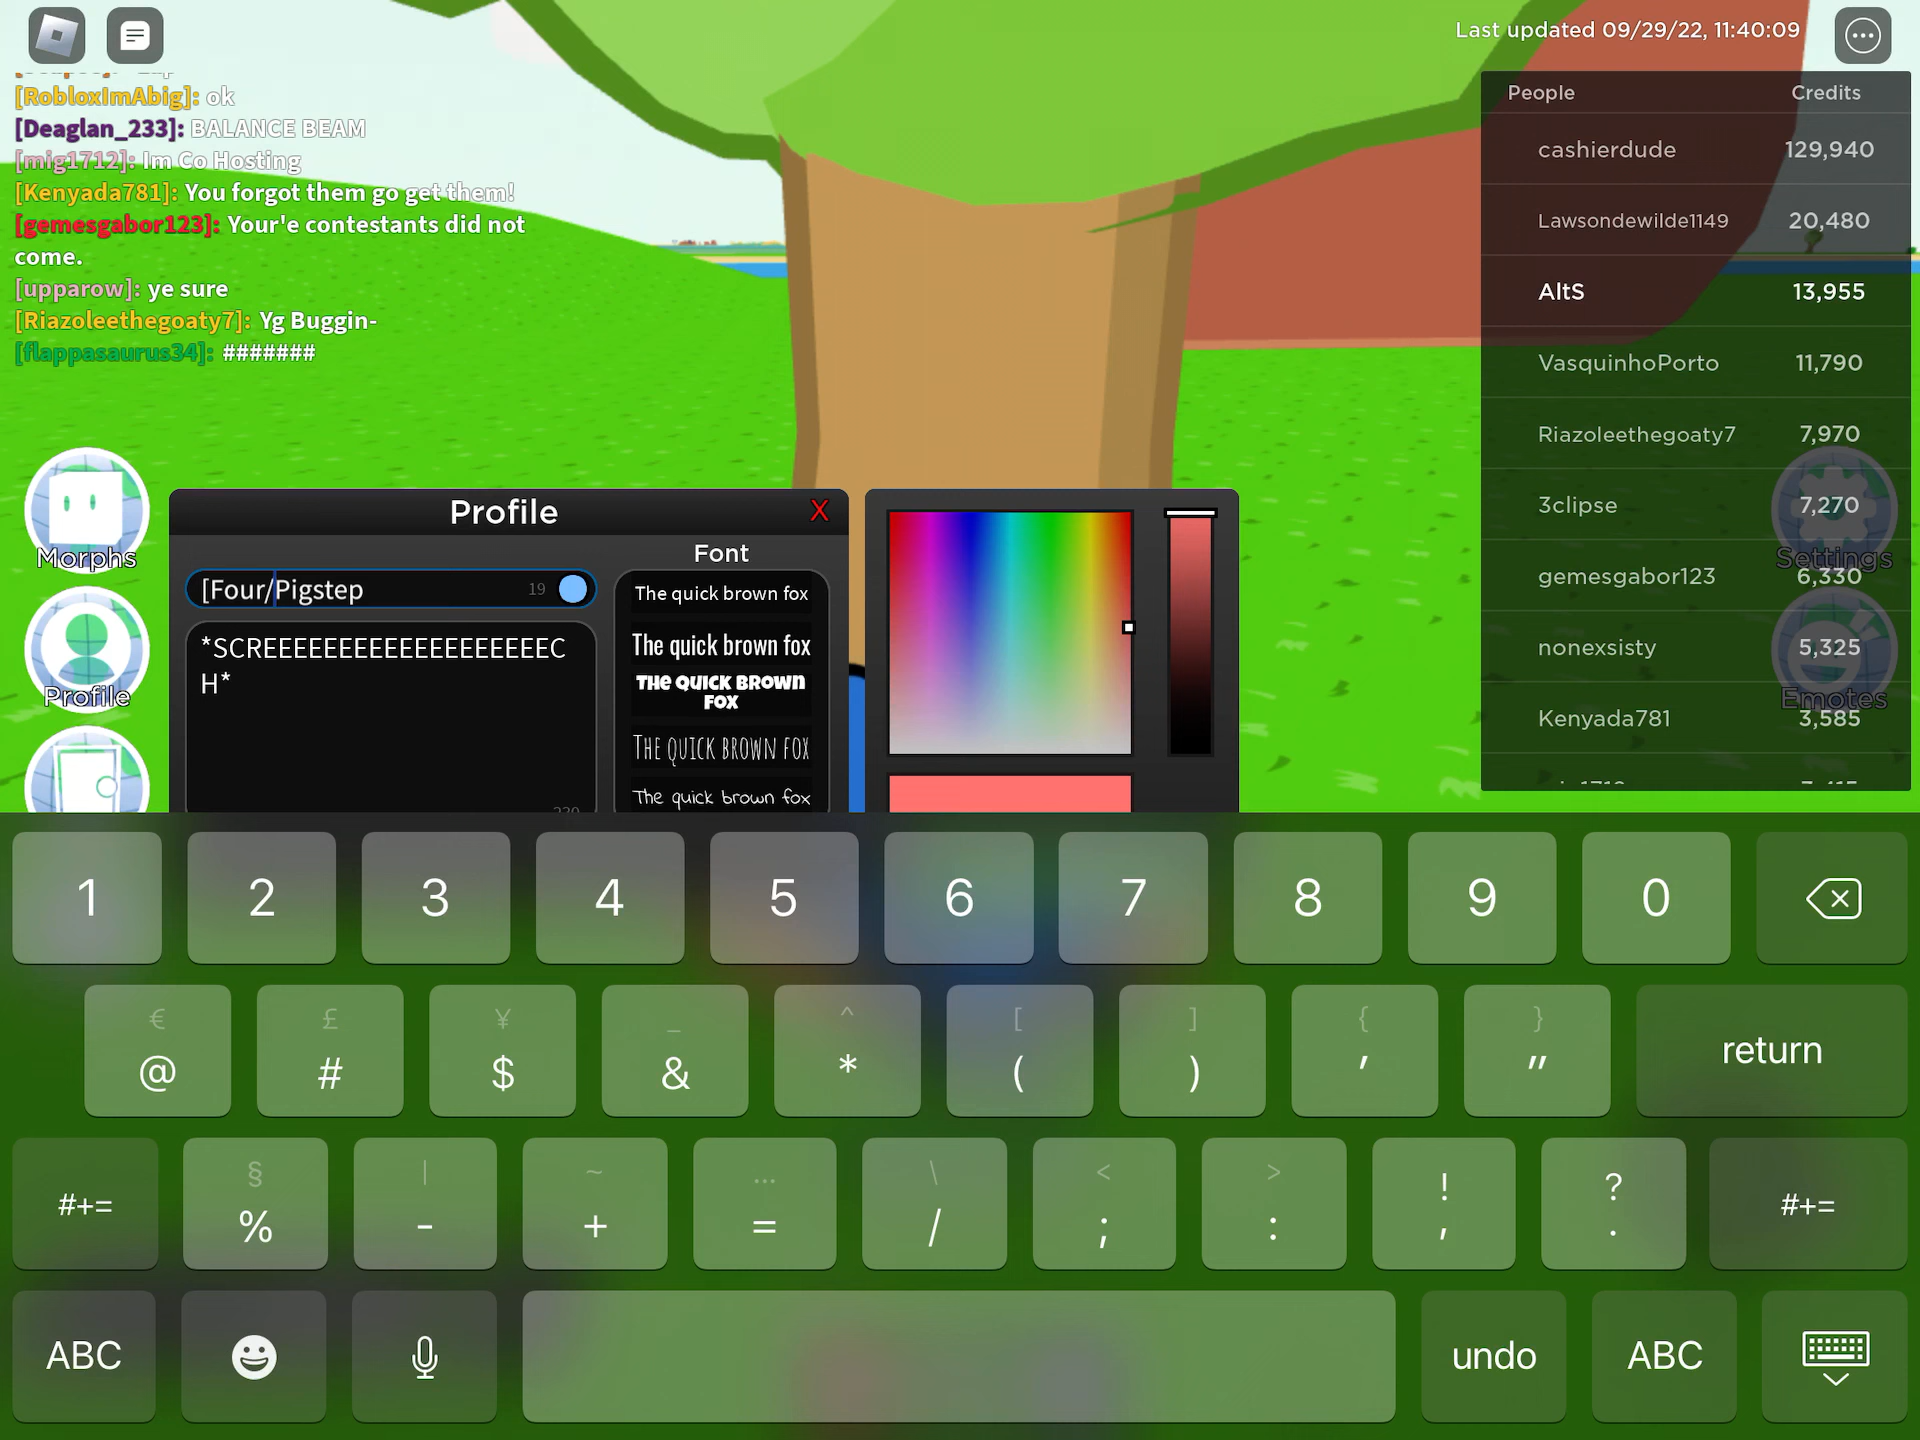 Last updated 09/29/22, 11:40:09
[RobloxImAbig]: ok
[Deaglan_233]: BALANCE BEAM
[mig1712]: Im Co Hosting
[Kenyada781]: You forgot them go get them!
[gemesgabor123]: Your'e contestants did not
come.
[upparow]: ye sure
[Riazoleethegoaty7]: Yg Buggin-
[flappasaurus34]: #######
People Credits
cashierdude 129,940
Lawsondewilde1149 20,480
AltS 13,955
VasquinhoPorto 11,790
Riazoleethegoaty7 7,970
3clipse 7,270
gemesgabor123 6,330
nonexsisty 5,325
Kenyada781 3,585
Settings
Emotes
Morphs
Profile
Profile X
[Four/Pigstep 19
*SCREEEEEEEEEEEEEEEEEEEC
H*
Font
The quick brown fox
The quick brown fox
The quick brown
fox
The quick brown fox
The quick brown fox
1 2 3 4 5 6 7 8 9 0
€ £ ¥ _ ^ [ ] { }
@ # $ & * ( ) ' " return
§ | ~ … \ < > ! ?
#+= % - + = / ; : , . #+=
ABC undo ABC